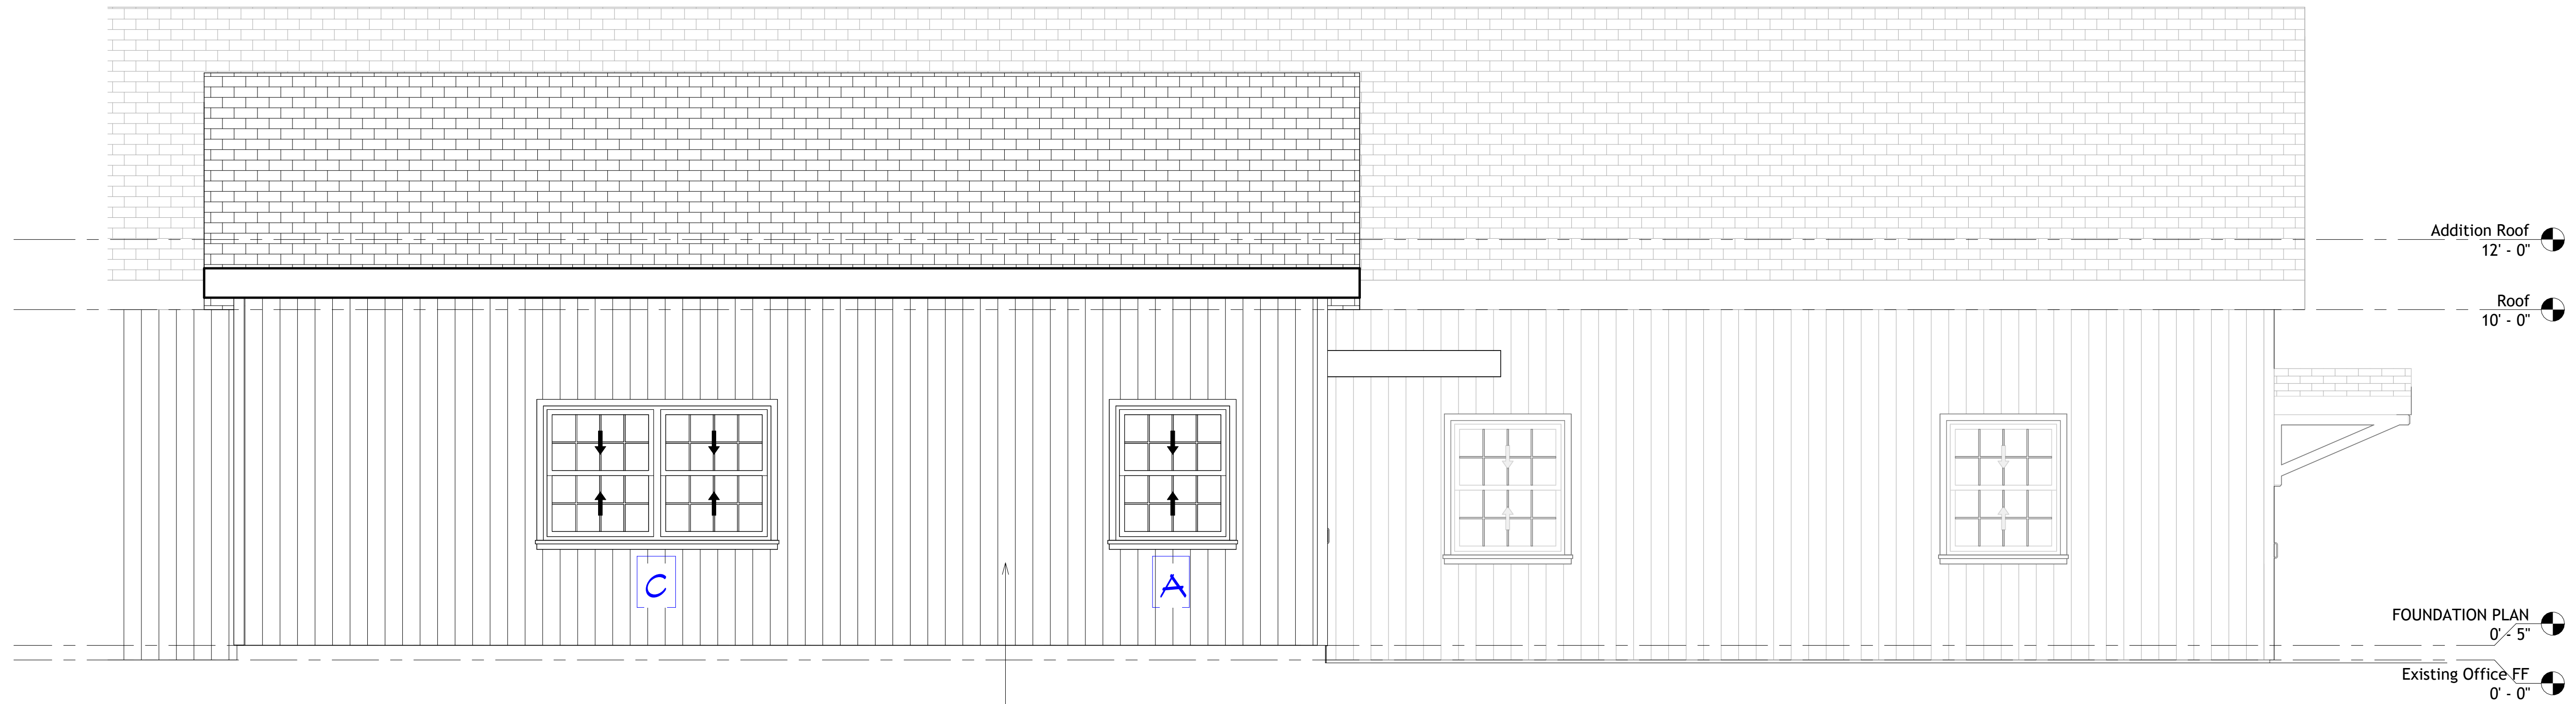 Addition Roof
12' - 0"
Roof
10' - 0"
C
A
FOUNDATION PLAN
0' - 5"
Existing Office FF
0' - 0"